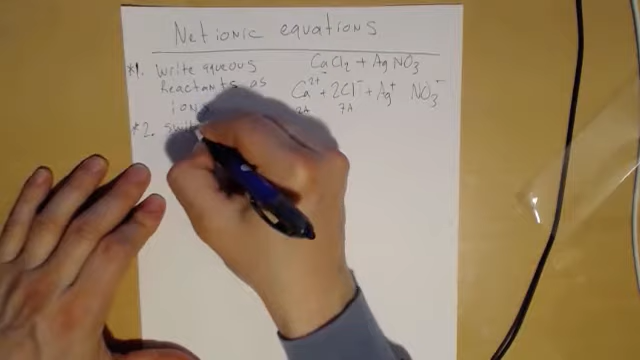 Net ionic equations
*1. Write aqueous CaCl2 + AgNO3
Reactants as Ca2+ + 2Cl- + Ag+ NO3-
ions 2A 7A
*2.